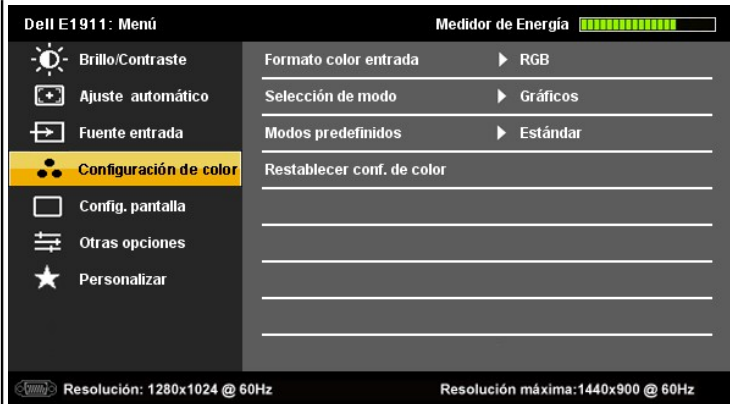 Dell E1911: Menú Medidor de Energía
Brillo/Contraste Formato color entrada RGB
Ajuste automático Selección de modo Gráficos
Fuente entrada Modos predefinidos Estándar
Configuración de color Restablecer conf. de color
Config. pantalla
Otras opciones
Personalizar
Resolución: 1280x1024 @ 60Hz Resolución máxima:1440x900 @ 60Hz